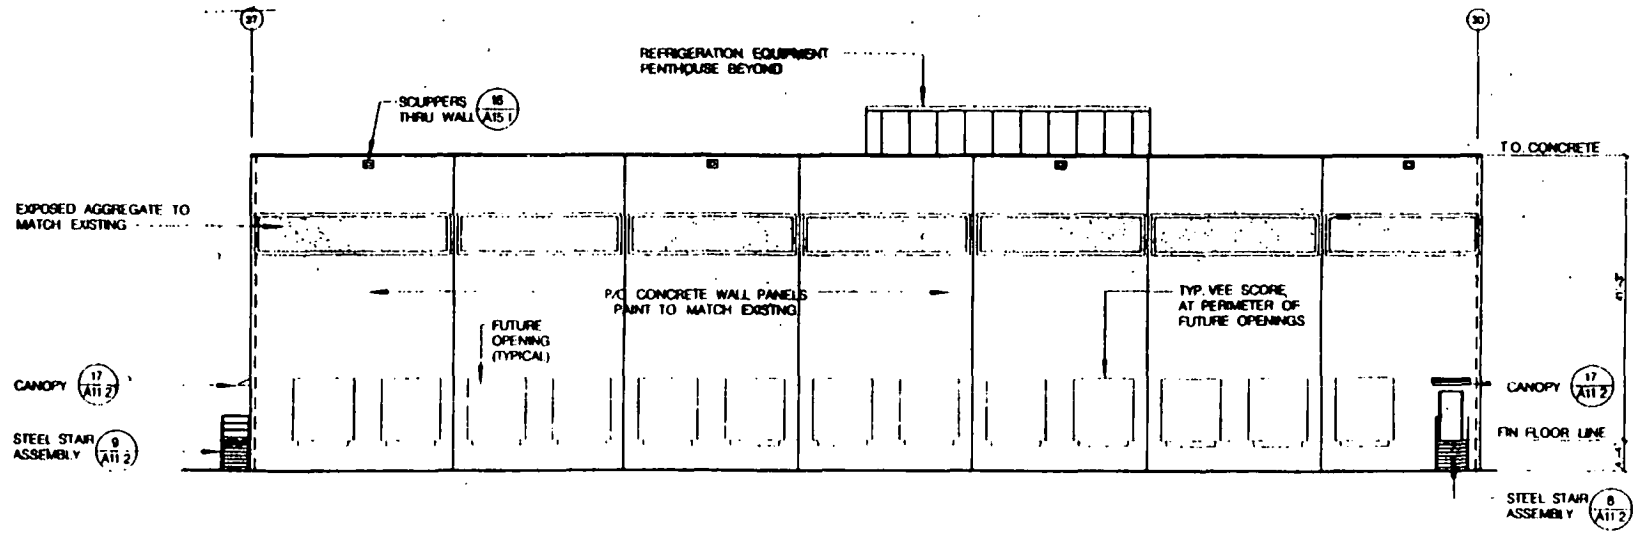 37
30
REFRIGERATION EQUIPMENT
PENTHOUSE BEYOND
SCUPPERS
THRU WALL
16
A15 1
T.O. CONCRETE
EXPOSED AGGREGATE TO
MATCH EXISTING
P/C CONCRETE WALL PANELS
PAINT TO MATCH EXISTNG
TYP. VEE SCORE
AT PERIMETER OF
FUTURE OPENINGS
FUTURE
OPENING
(TYPICAL)
CANOPY
17
A11 2
CANOPY
17
A11 2
STEEL STAIR
ASSEMBLY
9
A11 2
FIN FLOOR LINE
4'-4"
STEEL STAIR
ASSEMBLY
8
A11 2